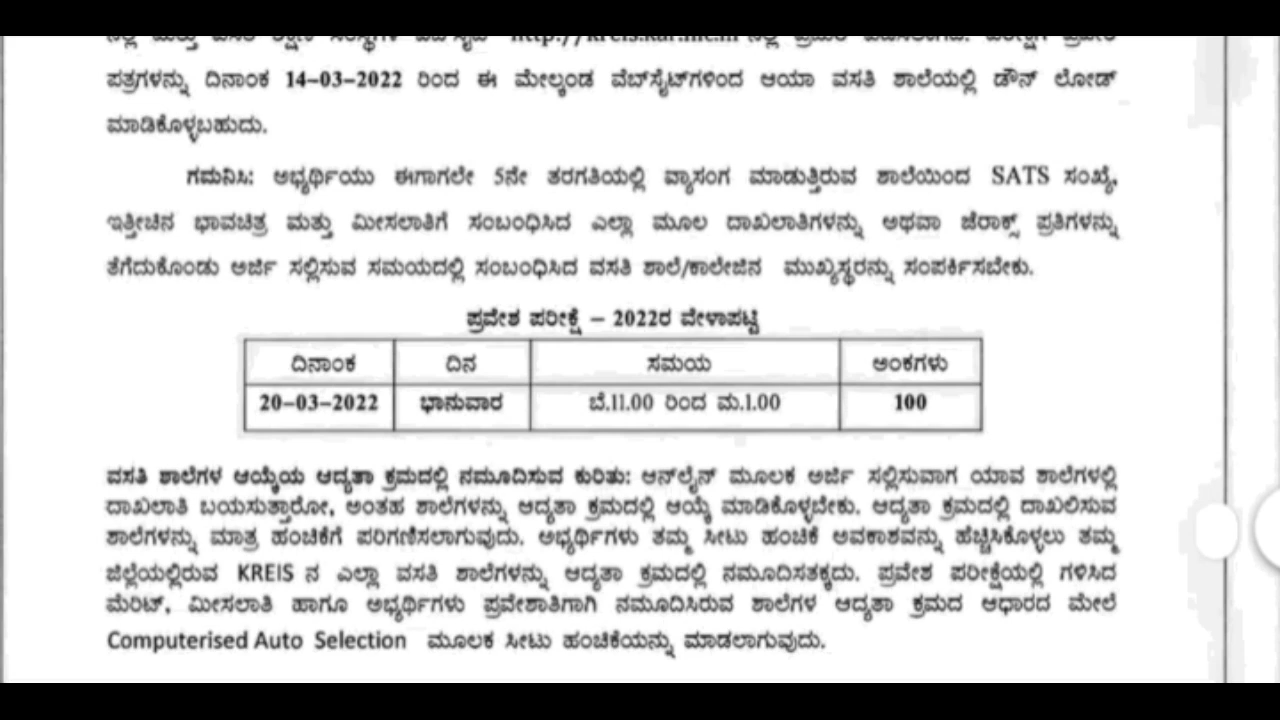 ಪತ್ರಗಳನ್ನು ದಿನಾಂಕ 14-03-2022 ರಿಂದ ಈ ಮೇಲ್ಕಂಡ ವೆಬ್‌ಸೈಟ್‌ಗಳಿಂದ ಆಯಾ ವಸತಿ ಶಾಲೆಯಲ್ಲಿ ಡೌನ್ ಲೋಡ್
ಮಾಡಿಕೊಳ್ಳಬಹುದು.
ಗಮನಿಸಿ: ಅಭ್ಯರ್ಥಿಯು ಈಗಾಗಲೇ 5ನೇ ತರಗತಿಯಲ್ಲಿ ವ್ಯಾಸಂಗ ಮಾಡುತ್ತಿರುವ ಶಾಲೆಯಿಂದ SATS ಸಂಖ್ಯೆ,
ಇತ್ತೀಚಿನ ಭಾವಚಿತ್ರ ಮತ್ತು ಮೀಸಲಾತಿಗೆ ಸಂಬಂಧಿಸಿದ ಎಲ್ಲಾ ಮೂಲ ದಾಖಲಾತಿಗಳನ್ನು ಅಥವಾ ಜೆರಾಕ್ಸ್ ಪ್ರತಿಗಳನ್ನು
ತೆಗೆದುಕೊಂಡು ಅರ್ಜಿ ಸಲ್ಲಿಸುವ ಸಮಯದಲ್ಲಿ ಸಂಬಂಧಿಸಿದ ವಸತಿ ಶಾಲೆ/ಕಾಲೇಜಿನ ಮುಖ್ಯಸ್ಥರನ್ನು ಸಂಪರ್ಕಿಸಬೇಕು.
ಪ್ರವೇಶ ಪರೀಕ್ಷೆ – 2022ರ ವೇಳಾಪಟ್ಟಿ
ದಿನಾಂಕ ದಿನ ಸಮಯ ಅಂಕಗಳು
20-03-2022 ಭಾನುವಾರ ಬೆ.11.00 ರಿಂದ ಮ.1.00 100
ವಸತಿ ಶಾಲೆಗಳ ಆಯ್ಕೆಯ ಆದ್ಯತಾ ಕ್ರಮದಲ್ಲಿ ನಮೂದಿಸುವ ಕುರಿತು: ಆನ್‌ಲೈನ್ ಮೂಲಕ ಅರ್ಜಿ ಸಲ್ಲಿಸುವಾಗ ಯಾವ ಶಾಲೆಗಳಲ್ಲಿ
ದಾಖಲಾತಿ ಬಯಸುತ್ತಾರೋ, ಅಂತಹ ಶಾಲೆಗಳನ್ನು ಆದ್ಯತಾ ಕ್ರಮದಲ್ಲಿ ಆಯ್ಕೆ ಮಾಡಿಕೊಳ್ಳಬೇಕು. ಆದ್ಯತಾ ಕ್ರಮದಲ್ಲಿ ದಾಖಲಿಸುವ
ಶಾಲೆಗಳನ್ನು ಮಾತ್ರ ಹಂಚಿಕೆಗೆ ಪರಿಗಣಿಸಲಾಗುವುದು. ಅಭ್ಯರ್ಥಿಗಳು ತಮ್ಮ ಸೀಟು ಹಂಚಿಕೆ ಅವಕಾಶವನ್ನು ಹೆಚ್ಚಿಸಿಕೊಳ್ಳಲು ತಮ್ಮ
ಜಿಲ್ಲೆಯಲ್ಲಿರುವ KREIS ನ ಎಲ್ಲಾ ವಸತಿ ಶಾಲೆಗಳನ್ನು ಆದ್ಯತಾ ಕ್ರಮದಲ್ಲಿ ನಮೂದಿಸತಕ್ಕದು. ಪ್ರವೇಶ ಪರೀಕ್ಷೆಯಲ್ಲಿ ಗಳಿಸಿದ
ಮೆರಿಟ್, ಮೀಸಲಾತಿ ಹಾಗೂ ಅಭ್ಯರ್ಥಿಗಳು ಪ್ರವೇಶಾತಿಗಾಗಿ ನಮೂದಿಸಿರುವ ಶಾಲೆಗಳ ಆದ್ಯತಾ ಕ್ರಮದ ಆಧಾರದ ಮೇಲೆ
Computerised Auto Selection ಮೂಲಕ ಸೀಟು ಹಂಚಿಕೆಯನ್ನು ಮಾಡಲಾಗುವುದು.